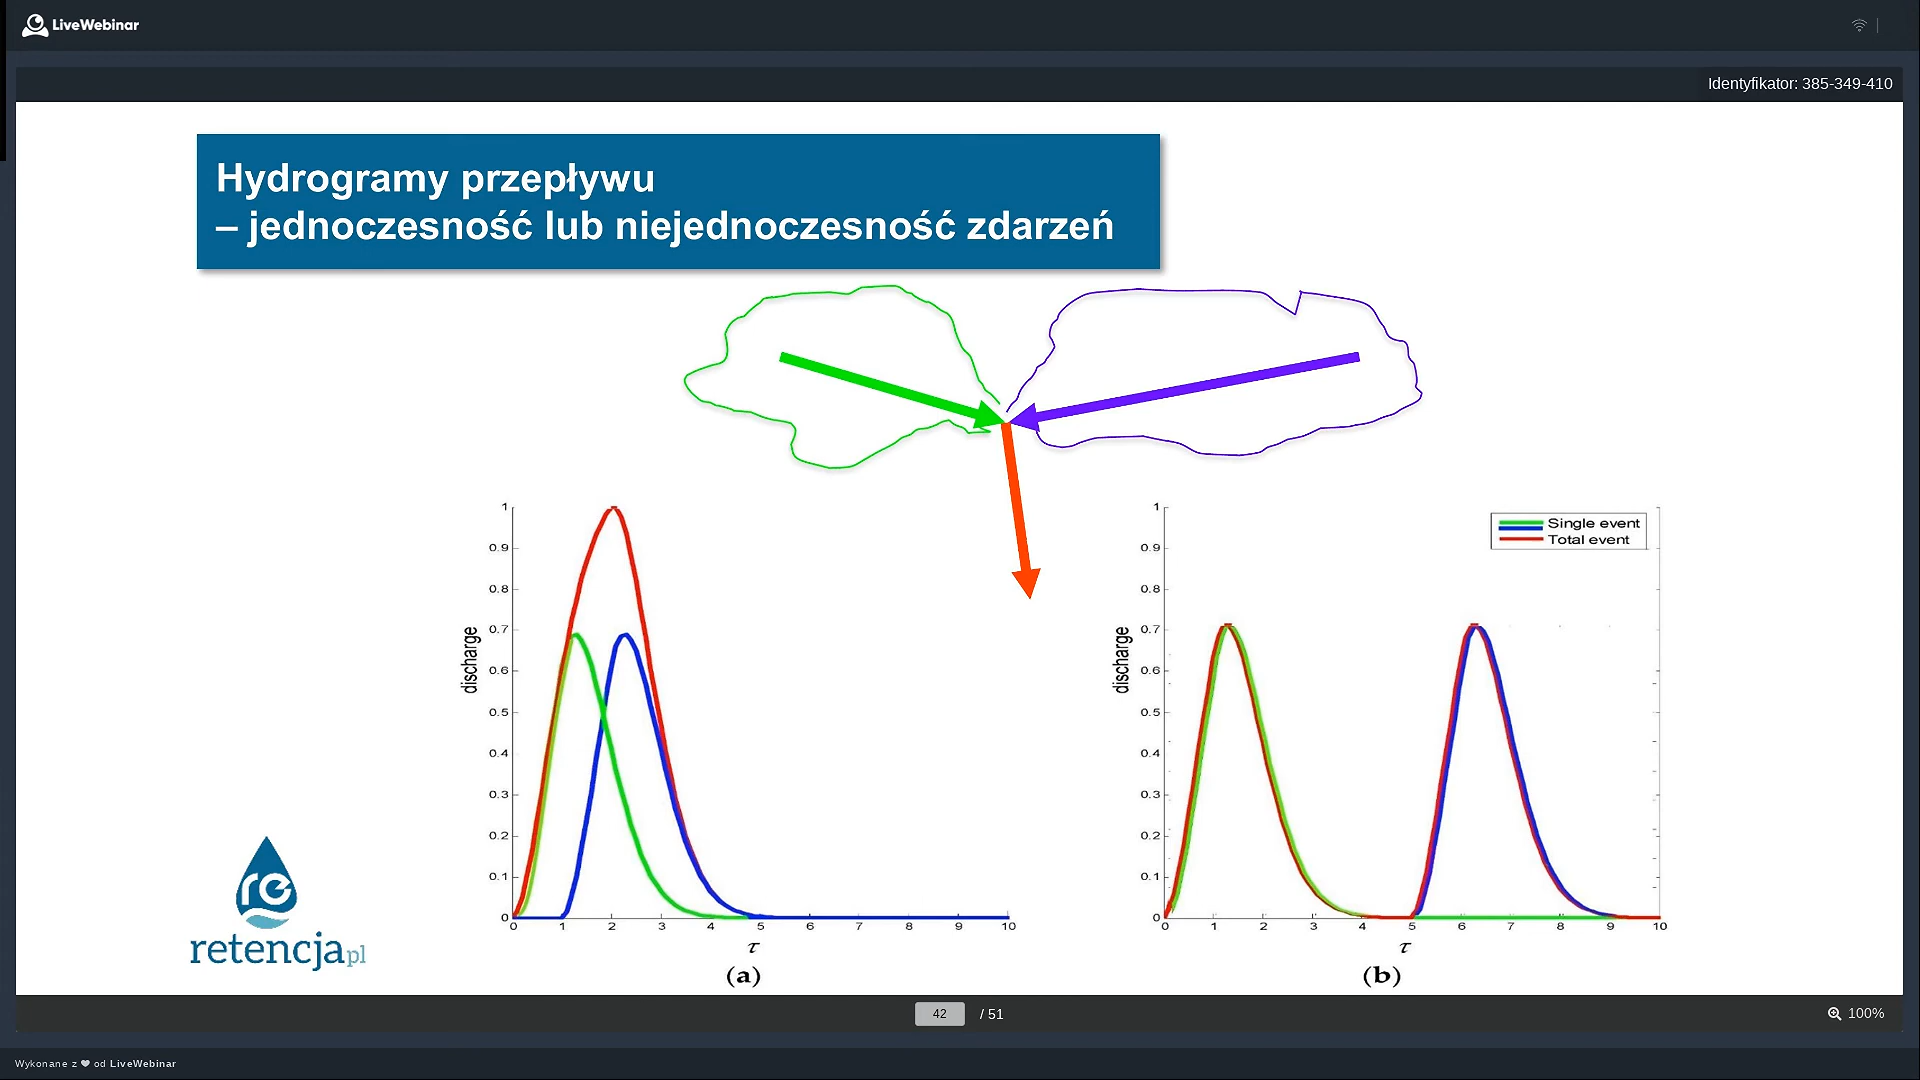 LiveWebinar
Identyfikator: 385-349-410
Hydrogramy przepływu
– jednoczesność lub niejednoczesność zdarzeń
1
0.9
0.8
0.7
0.6
0.5
0.4
0.3
0.2
0.1
0
discharge
0 1 2 3 4 5 6 7 8 9 10
τ
(a)
1
0.9
0.8
0.7
0.6
0.5
0.4
0.3
0.2
0.1
0
discharge
Single event
Total event
0 1 2 3 4 5 6 7 8 9 10
τ
(b)
re
retencjapl
42 / 51
100%
Wykonane z ❤ od LiveWebinar